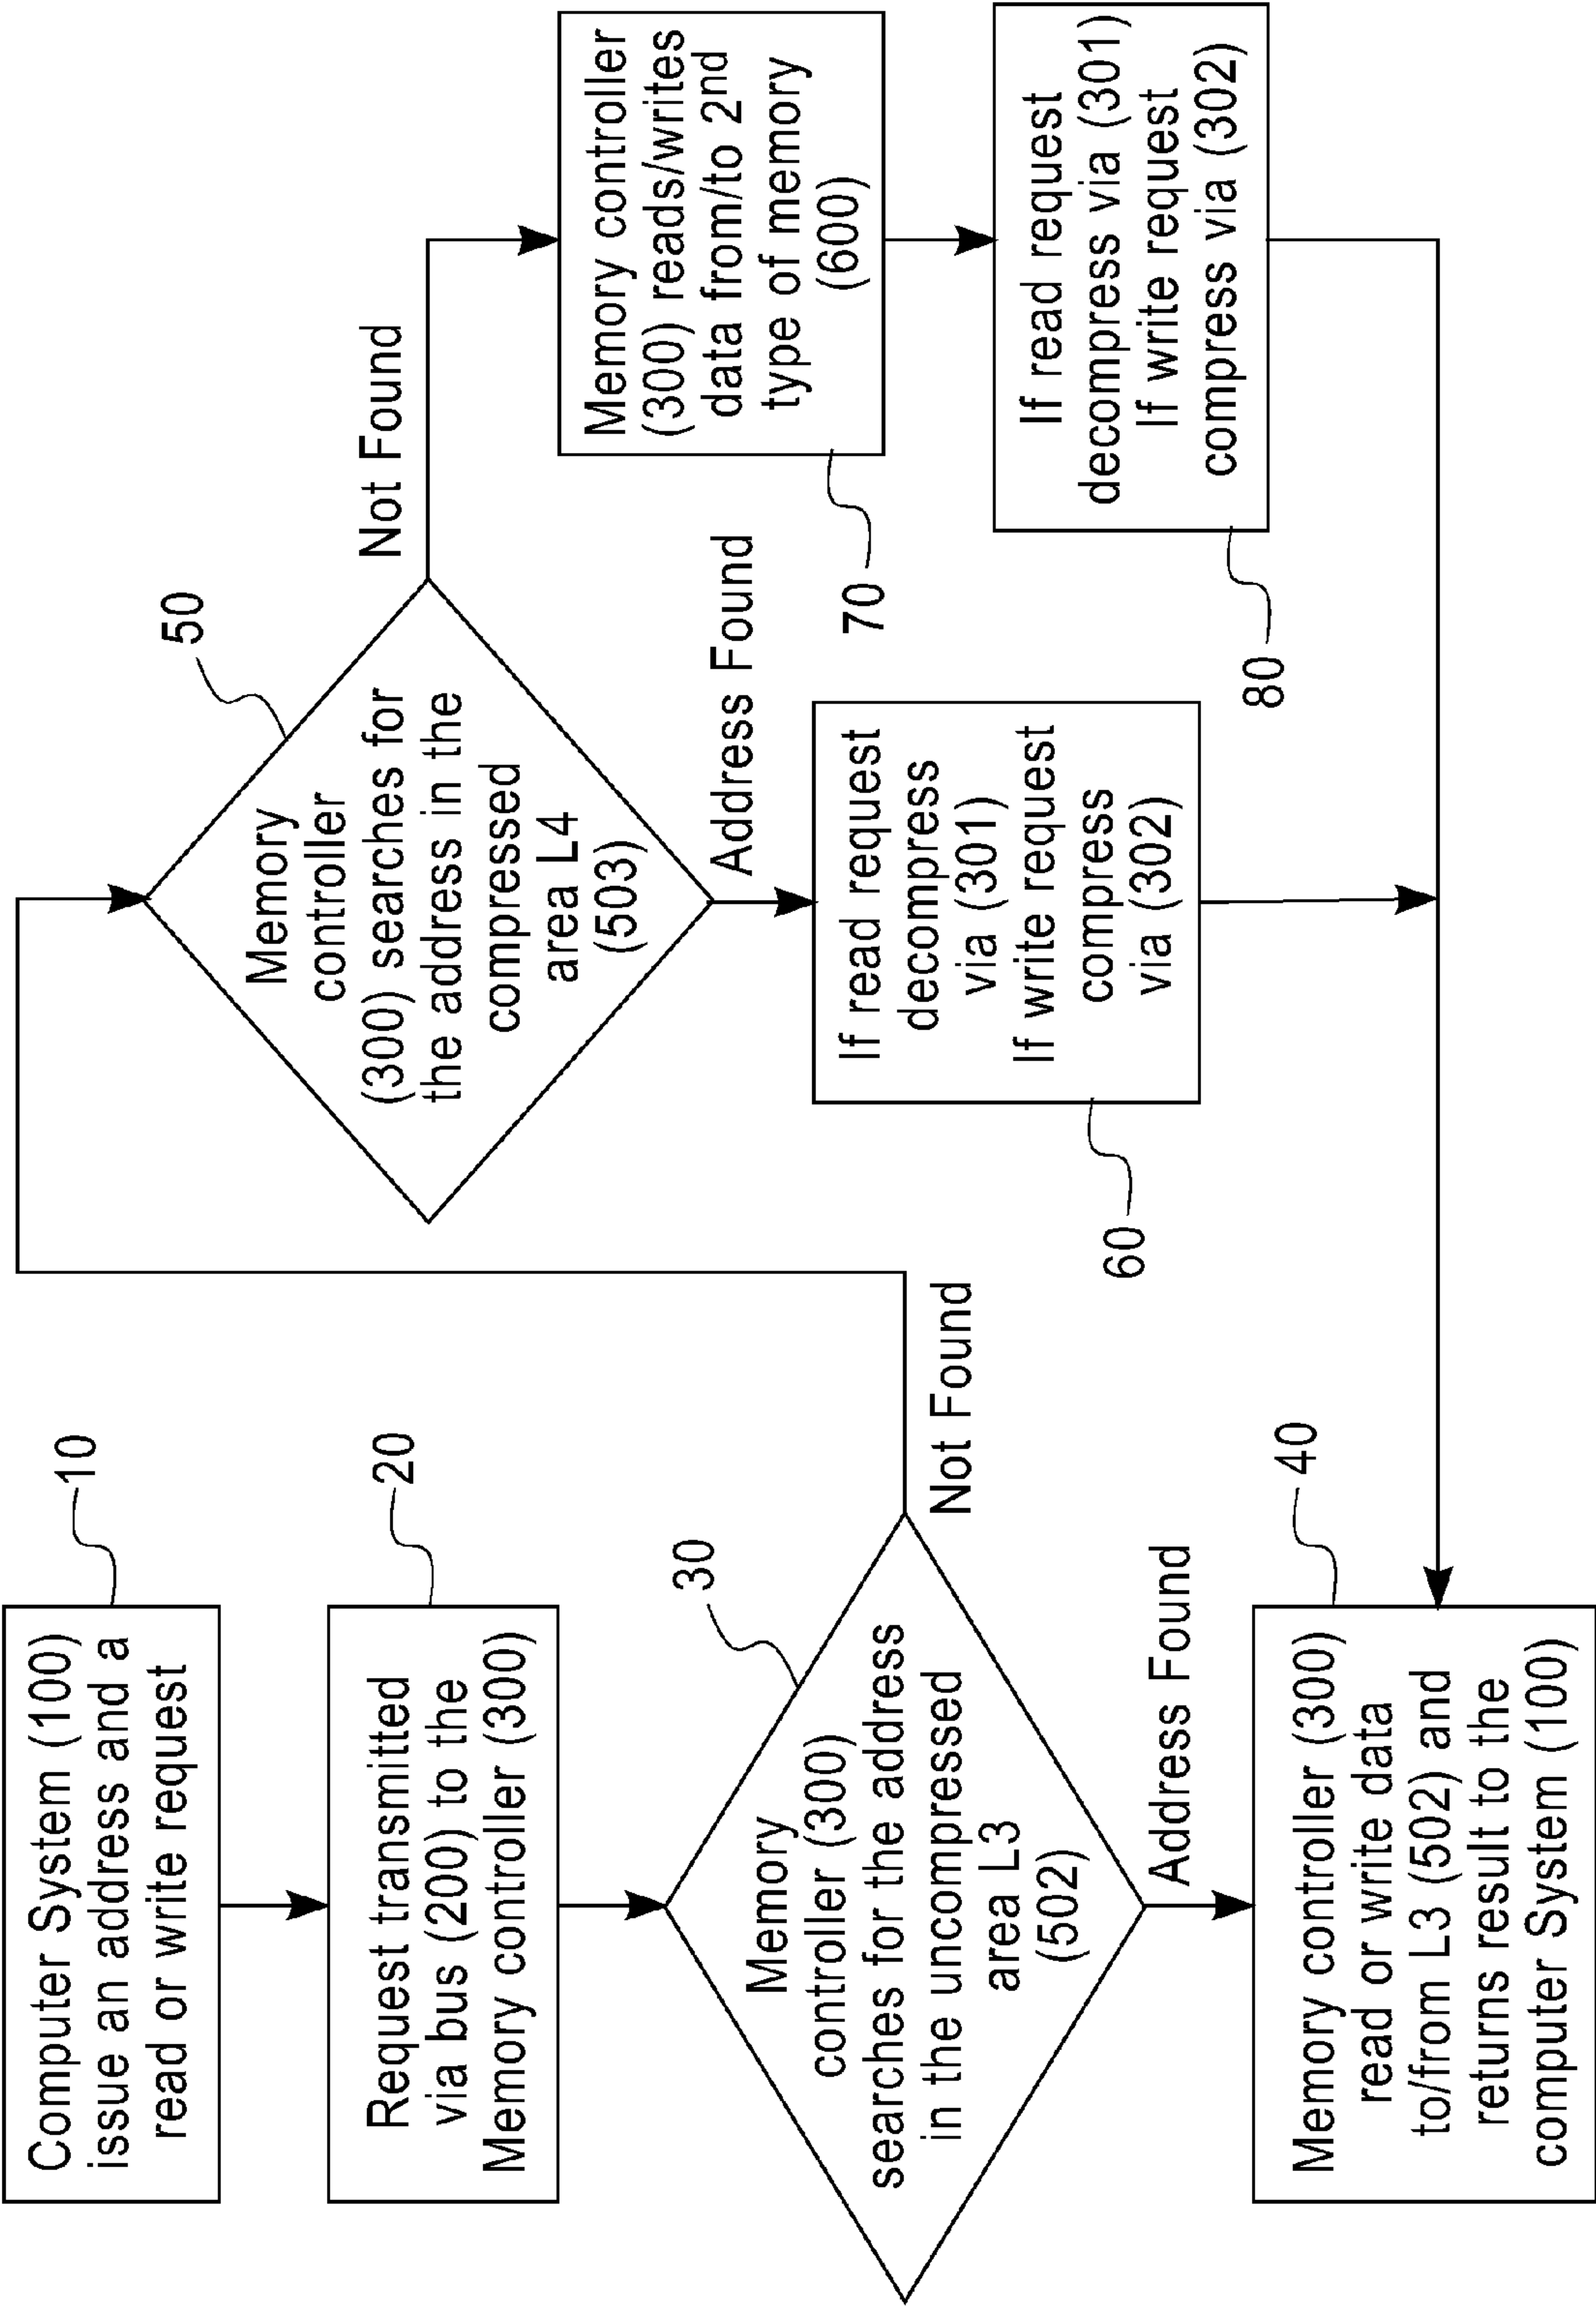 Computer System (100)
issue an address and a
read or write request
10
Request transmitted
via bus (200) to the
Memory controller (300)
20
Memory
controller (300)
searches for the address
in the uncompressed
area L3
(502)
30
Not Found
Address Found
Memory controller (300)
read or write data
to/from L3 (502) and
returns result to the
computer System (100)
40
Memory
controller
(300) searches for
the address in the
compressed
area L4
(503)
50
Not Found
Address Found
If read request
decompress
via (301)
If write request
compress
via (302)
60
Memory controller
(300) reads/writes
data from/to 2nd
type of memory
(600)
70
If read request
decompress via (301)
If write request
compress via (302)
80